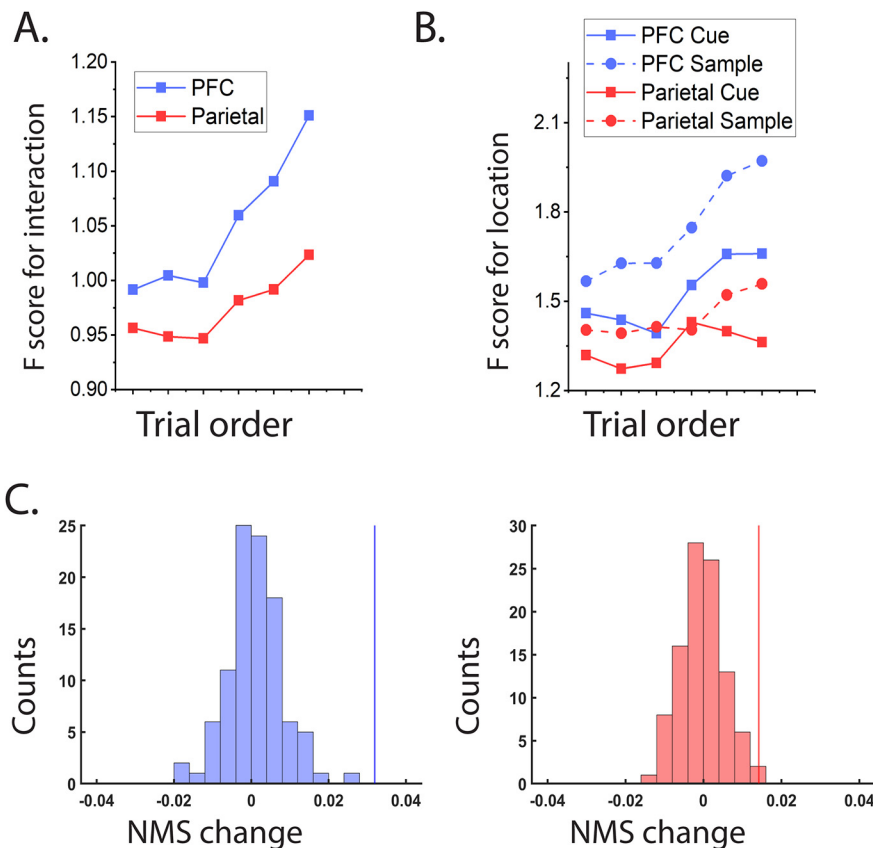 A.
B.
PFC Cue
PFC Sample
Parietal Cue
Parietal Sample
PFC
Parietal
F score for interaction
1.20
1.15
1.10
1.05
1.00
0.95
0.90
Trial order
F score for location
2.1
1.8
1.5
1.2
Trial order
C.
Counts
25
20
15
10
5
0
-0.04 -0.02 0 0.02 0.04
NMS change
Counts
30
25
20
15
10
5
0
-0.04 -0.02 0 0.02 0.04
NMS change